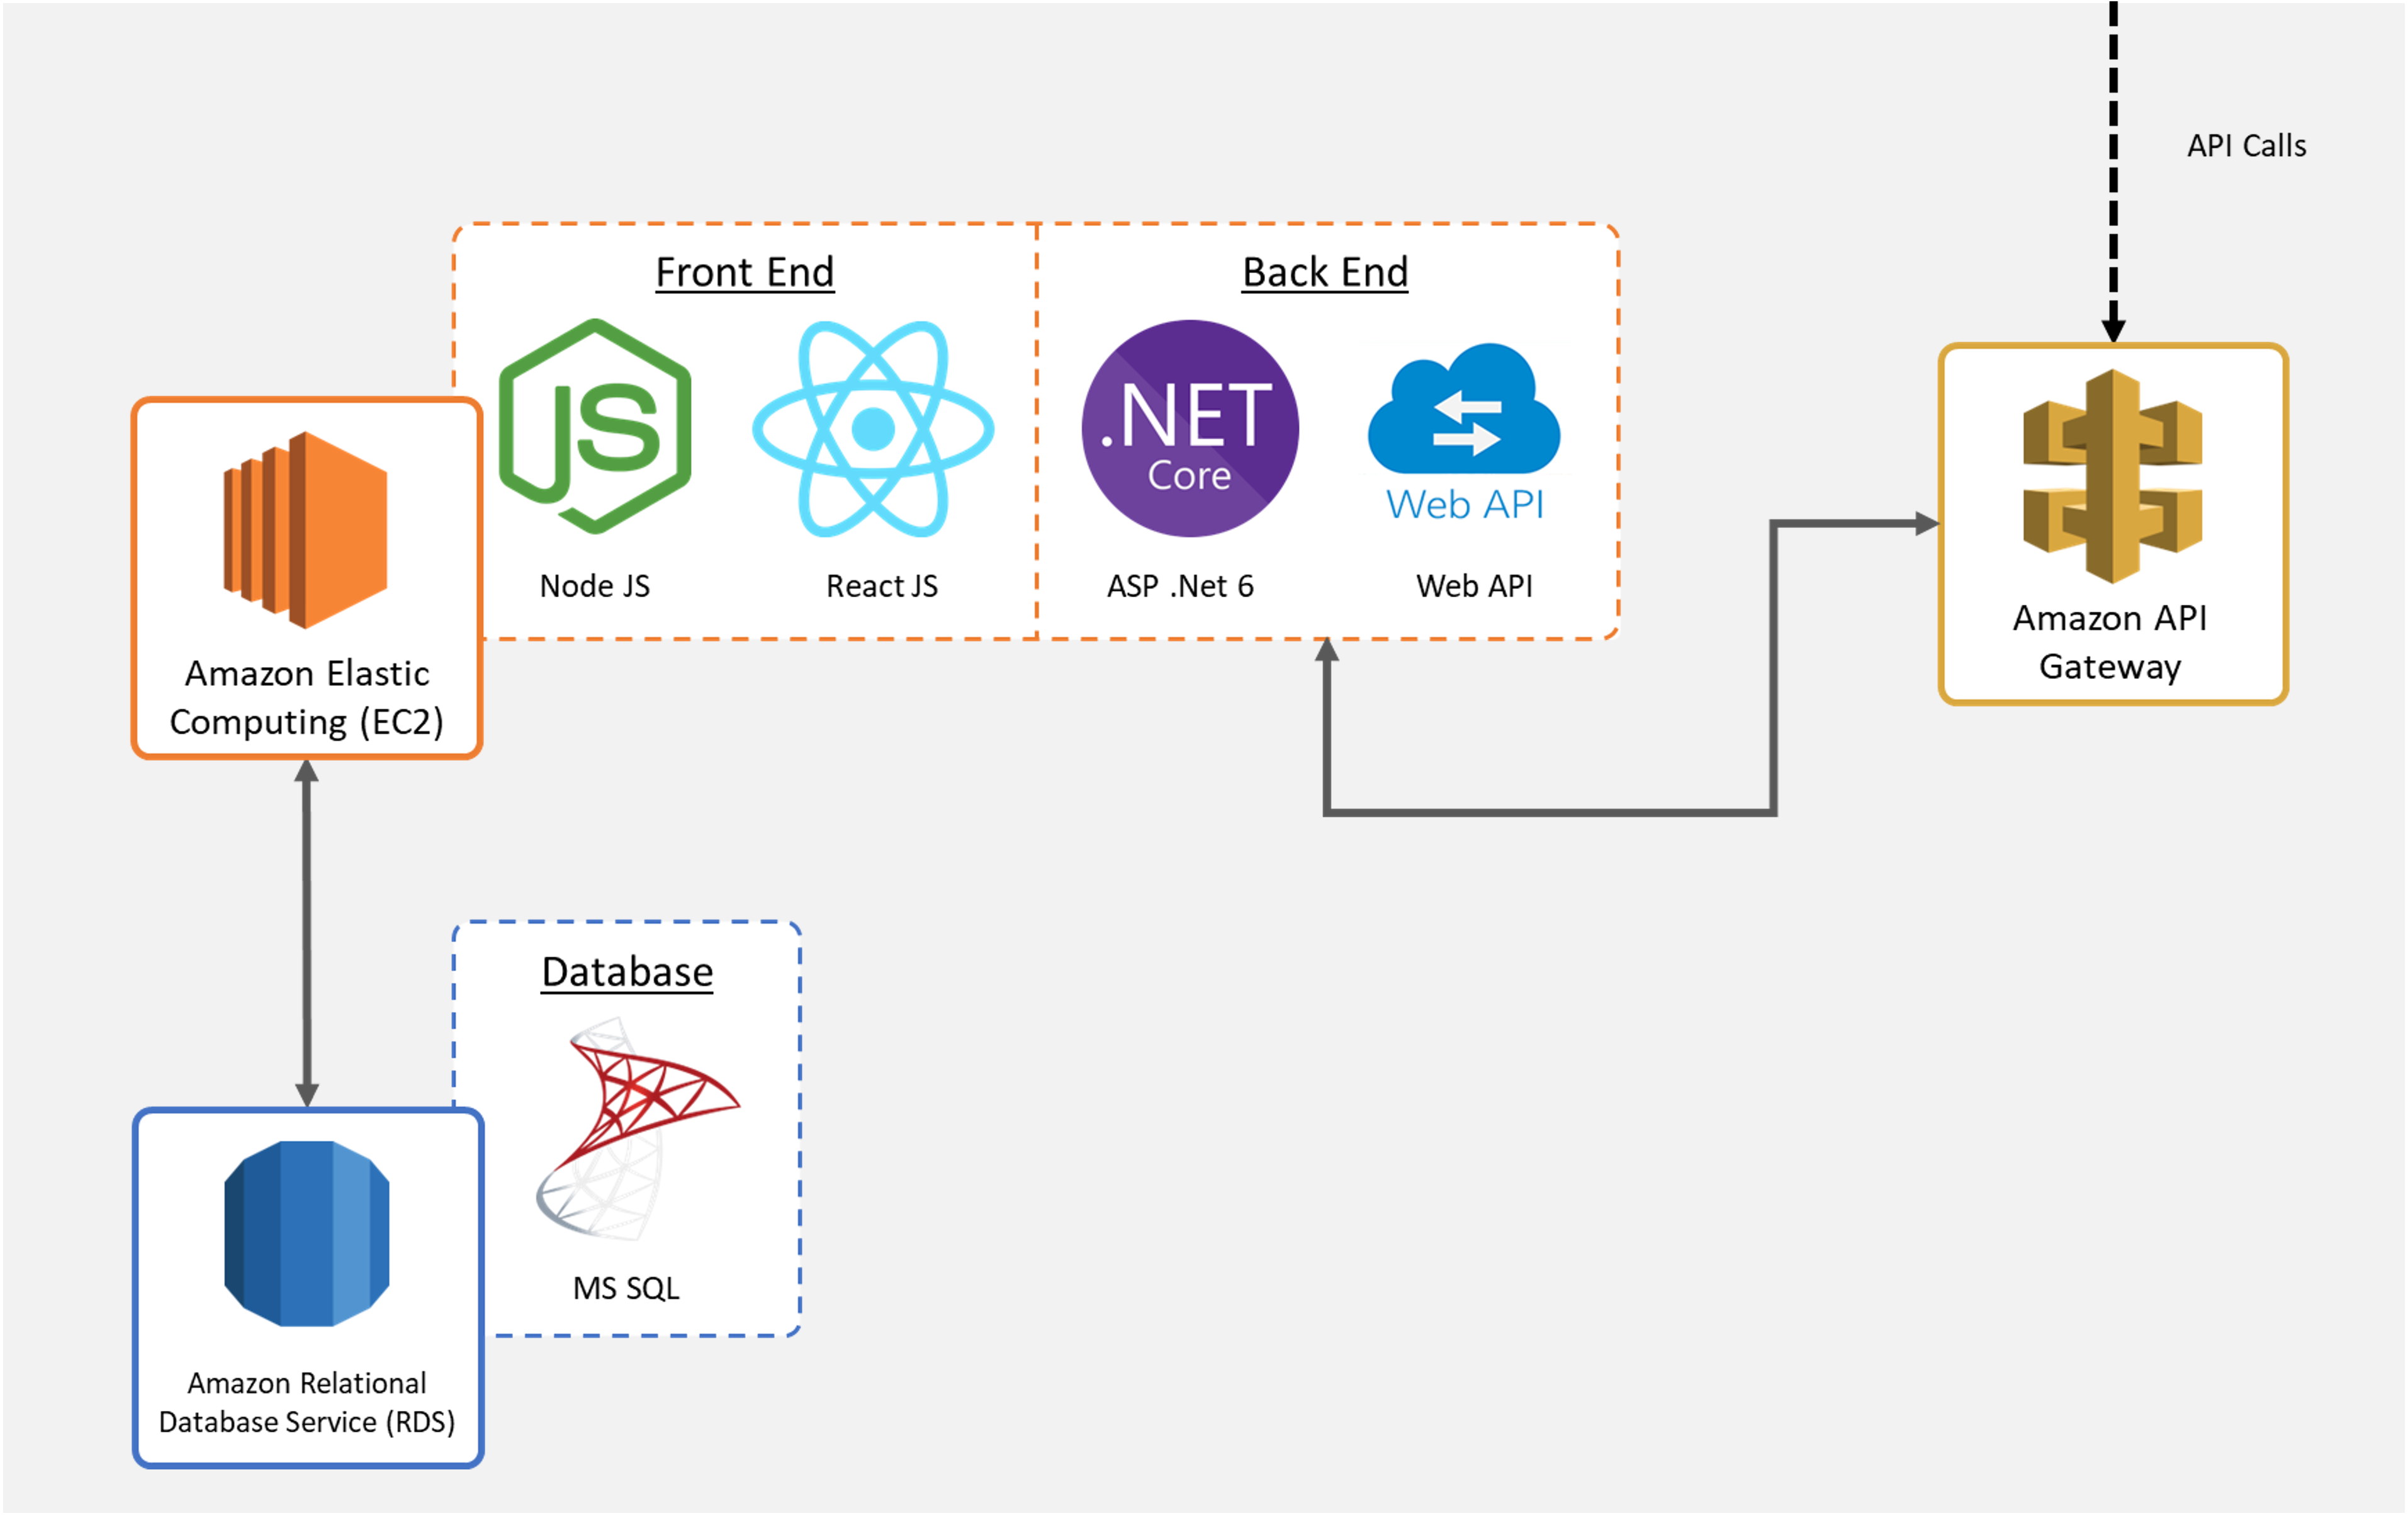 API Calls
Front End
Back End
JS
.NET
Core
Web API
Node JS
React JS
ASP .Net 6
Web API
Amazon Elastic
Computing (EC2)
Amazon API
Gateway
Database
MS SQL
Amazon Relational
Database Service (RDS)